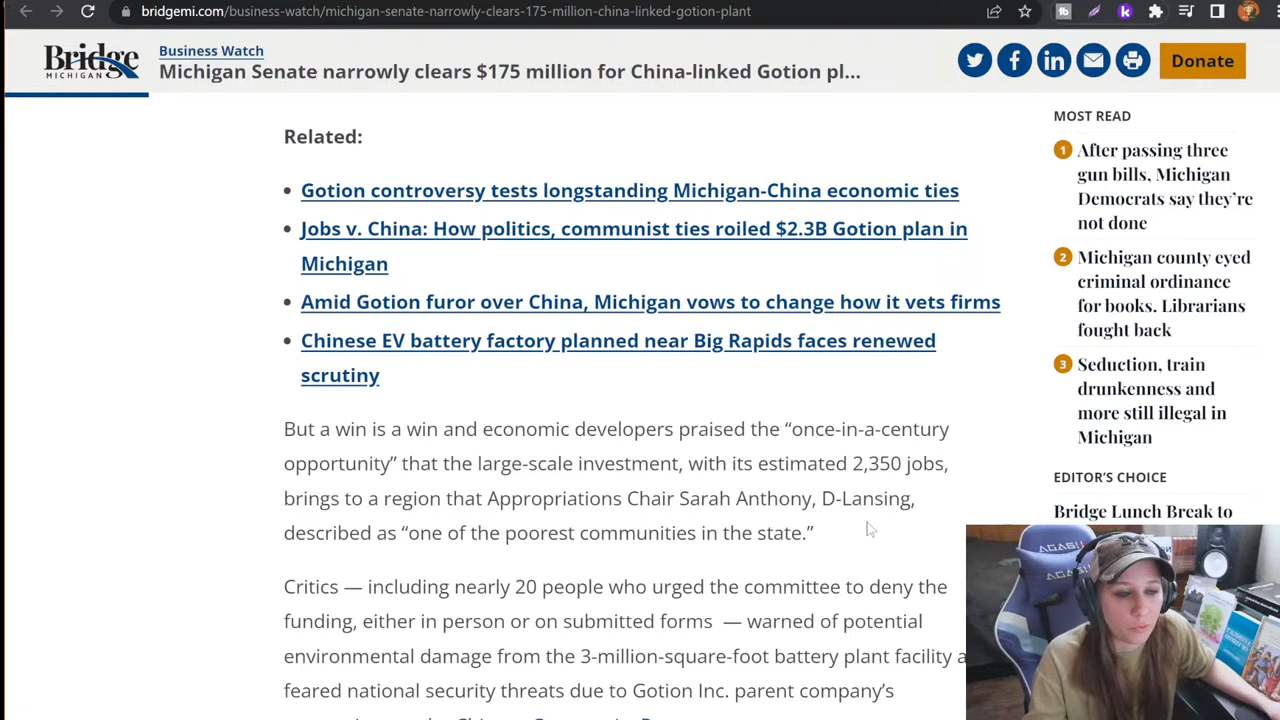 bridgemi.com/business-watch/michigan-senate-narrowly-clears-175-million-china-linked-gotion-plant
Bridge
MICHIGAN
Business Watch
Michigan Senate narrowly clears $175 million for China-linked Gotion pl...
Donate
Related:
• Gotion controversy tests longstanding Michigan-China economic ties
• Jobs v. China: How politics, communist ties roiled $2.3B Gotion plan in
Michigan
• Amid Gotion furor over China, Michigan vows to change how it vets firms
• Chinese EV battery factory planned near Big Rapids faces renewed
scrutiny
But a win is a win and economic developers praised the “once-in-a-century
opportunity” that the large-scale investment, with its estimated 2,350 jobs,
brings to a region that Appropriations Chair Sarah Anthony, D-Lansing,
described as “one of the poorest communities in the state.”
Critics — including nearly 20 people who urged the committee to deny the
funding, either in person or on submitted forms — warned of potential
environmental damage from the 3-million-square-foot battery plant facility a
feared national security threats due to Gotion Inc. parent company’s
MOST READ
1 After passing three
gun bills, Michigan
Democrats say they’re
not done
2 Michigan county eyed
criminal ordinance
for books. Librarians
fought back
3 Seduction, train
drunkenness and
more still illegal in
Michigan
EDITOR’S CHOICE
Bridge Lunch Break to